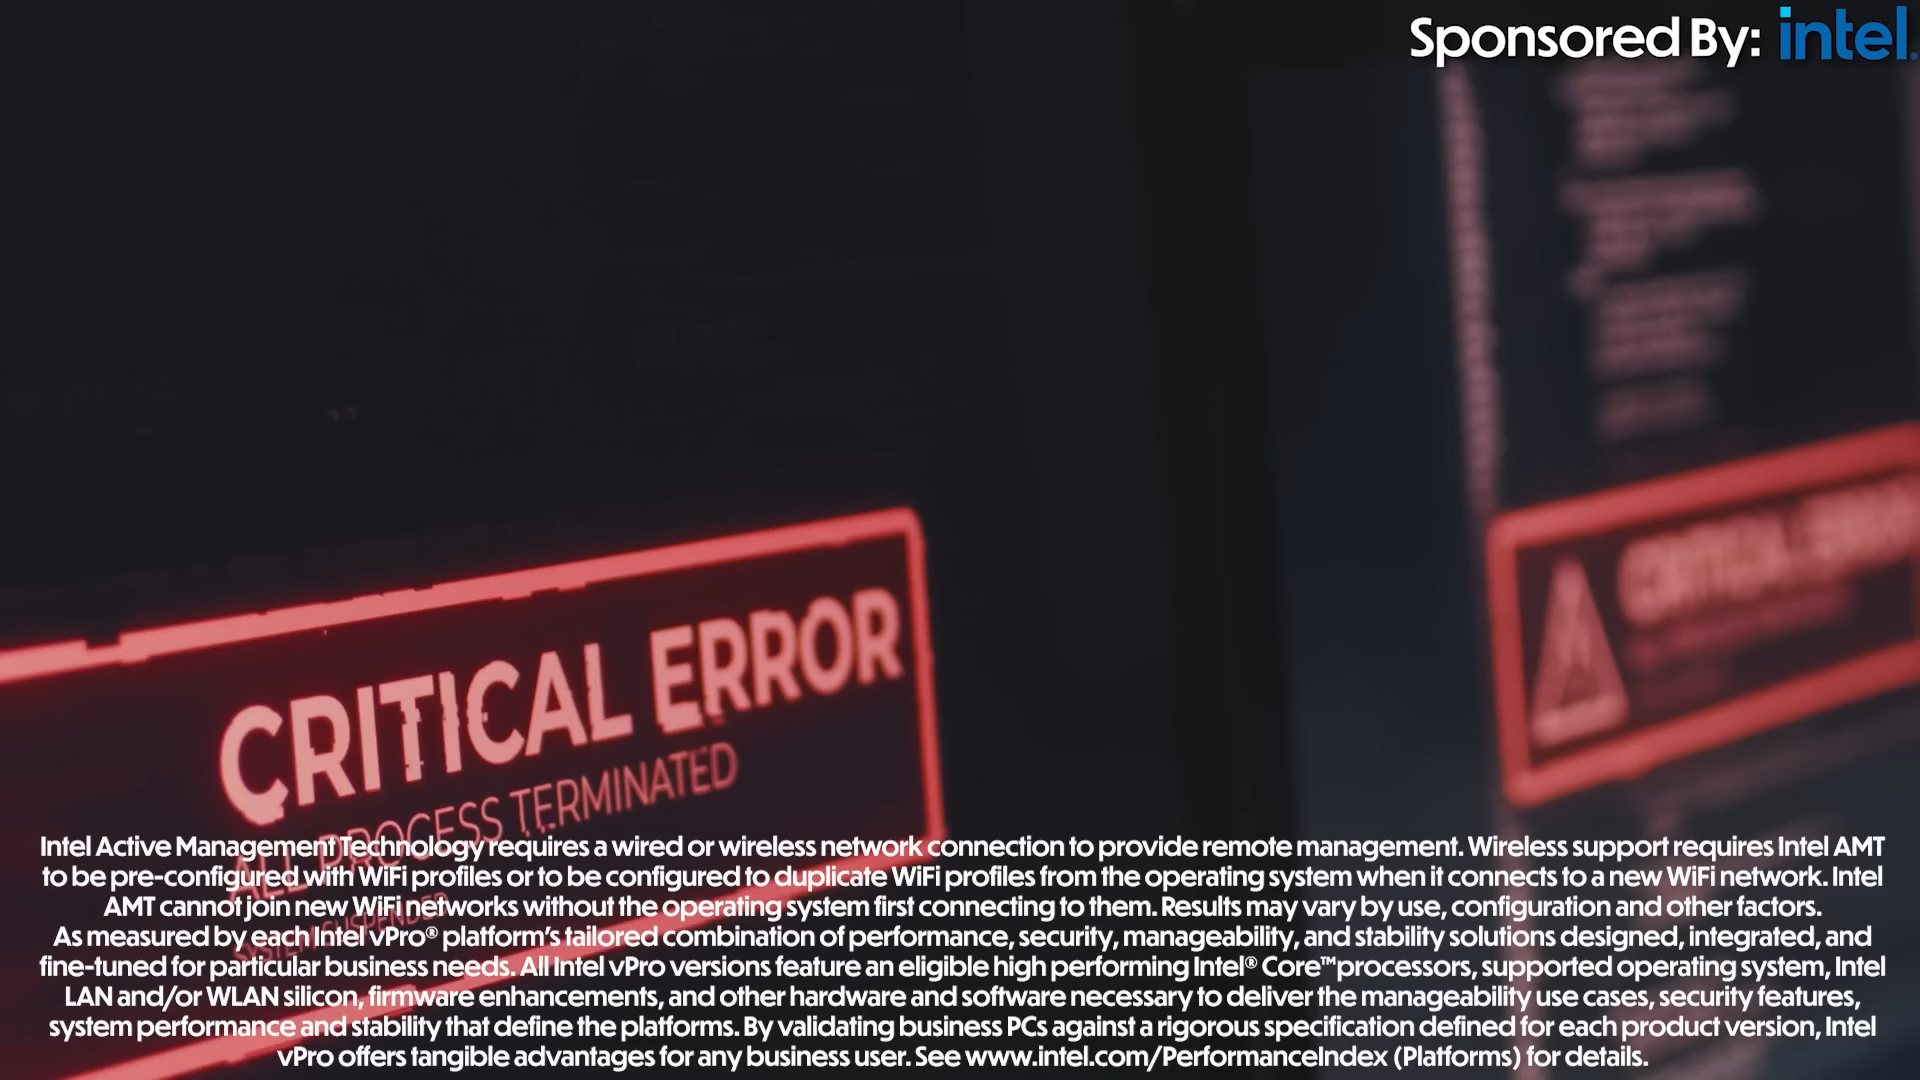 Sponsored By: intel.
CRITICAL ERROR
CRITICAL ERROR
ALL PROCESS TERMINATED
SYSTEM SUSPENDED
Intel Active Management Technology requires a wired or wireless network connection to provide remote management. Wireless support requires Intel AMT
to be pre-configured with WiFi profiles or to be configured to duplicate WiFi profiles from the operating system when it connects to a new WiFi network. Intel
AMT cannot join new WiFi networks without the operating system first connecting to them. Results may vary by use, configuration and other factors.
As measured by each Intel vPro® platform's tailored combination of performance, security, manageability, and stability solutions designed, integrated, and
fine-tuned for particular business needs. All Intel vPro versions feature an eligible high performing Intel® Core™processors, supported operating system, Intel
LAN and/or WLAN silicon, firmware enhancements, and other hardware and software necessary to deliver the manageability use cases, security features,
system performance and stability that define the platforms. By validating business PCs against a rigorous specification defined for each product version, Intel
vPro offers tangible advantages for any business user. See www.intel.com/PerformanceIndex (Platforms) for details.